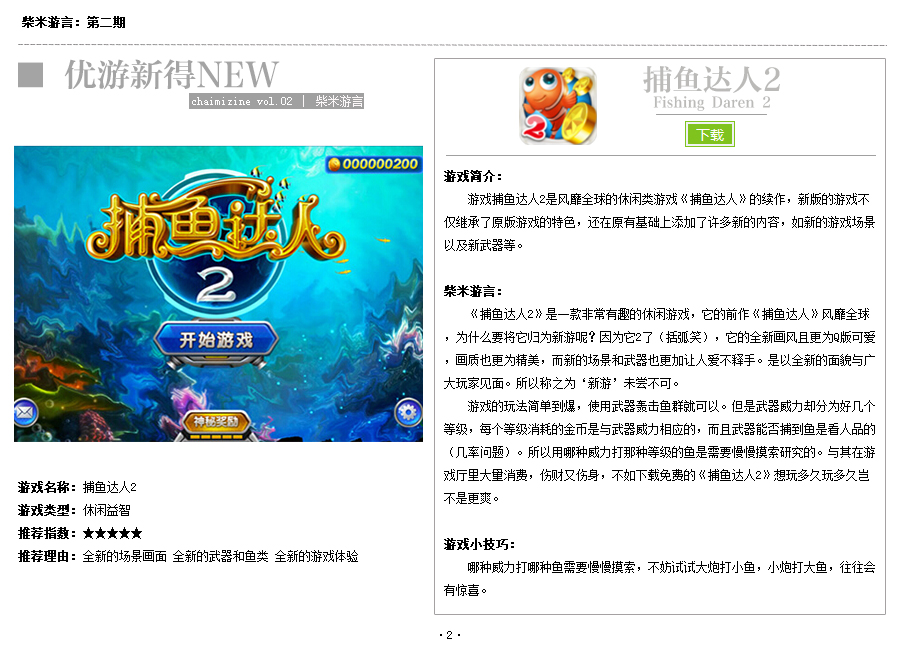 柴米游言：第二期
优游新得NEW
chaimizine vol.02 | 柴米游言
000000200
捕鱼达人
2
开始游戏
神秘奖励
游戏名称：捕鱼达人2
游戏类型：休闲益智
推荐指数：★★★★★
推荐理由：全新的场景画面 全新的武器和鱼类 全新的游戏体验
2
捕鱼达人2
Fishing Daren 2
下载
游戏简介：
游戏捕鱼达人2是风靡全球的休闲类游戏《捕鱼达人》的续作，新版的游戏不
仅继承了原版游戏的特色，还在原有基础上添加了许多新的内容，如新的游戏场景
以及新武器等。
柴米游言：
《捕鱼达人2》是一款非常有趣的休闲游戏，它的前作《捕鱼达人》风靡全球
，为什么要将它归为新游呢？因为它2了（括弧笑），它的全新画风且更为Q版可爱
，画质也更为精美，而新的场景和武器也更加让人爱不释手。是以全新的面貌与广
大玩家见面。所以称之为‘新游’未尝不可。
游戏的玩法简单到爆，使用武器轰击鱼群就可以。但是武器威力却分为好几个
等级，每个等级消耗的金币是与武器威力相应的，而且武器能否捕到鱼是看人品的
（几率问题）。所以用哪种威力打那种等级的鱼是需要慢慢摸索研究的。与其在游
戏厅里大量消费，伤财又伤身，不如下载免费的《捕鱼达人2》想玩多久玩多久岂
不是更爽。
游戏小技巧：
哪种威力打哪种鱼需要慢慢摸索，不妨试试大炮打小鱼，小炮打大鱼，往往会
有惊喜。
·2·